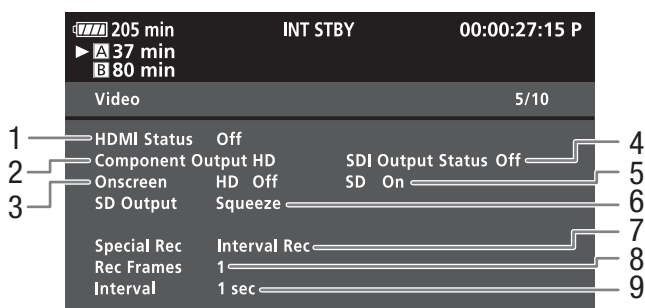 205 min INT STBY 00:00:27:15 P
A 37 min
B 80 min
Video 5/10
1 HDMI Status Off
2 Component Output HD SDI Output Status Off 4
3 Onscreen HD Off SD On 5
SD Output Squeeze 6
Special Rec Interval Rec 7
Rec Frames 1 8
Interval 1 sec 9